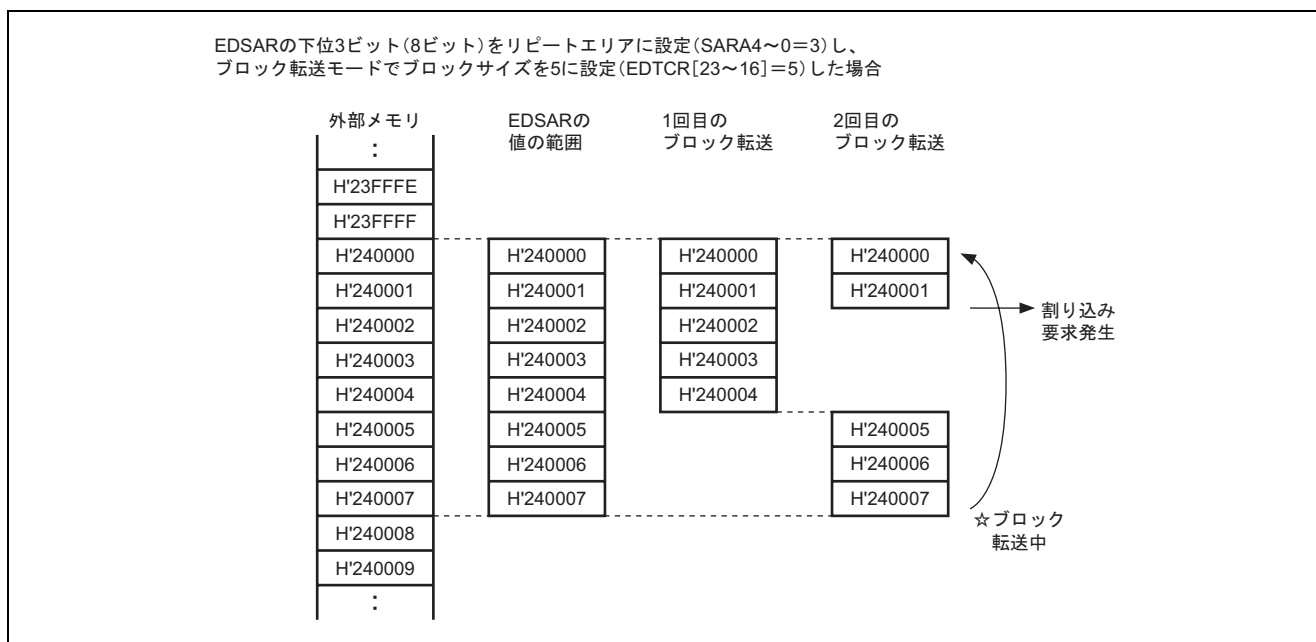 EDSARの下位3ビット(8ビット)をリピートエリアに設定(SARA4～0=3)し、
ブロック転送モードでブロックサイズを5に設定(EDTCR[23～16]=5)した場合
外部メモリ
:
H'23FFFE
H'23FFFF
H'240000
H'240001
H'240002
H'240003
H'240004
H'240005
H'240006
H'240007
H'240008
H'240009
:
EDSARの
値の範囲
H'240000
H'240001
H'240002
H'240003
H'240004
H'240005
H'240006
H'240007
1回目の
ブロック転送
H'240000
H'240001
H'240002
H'240003
H'240004
2回目の
ブロック転送
H'240000
H'240001
H'240005
H'240006
H'240007
割り込み
要求発生
☆ブロック
転送中